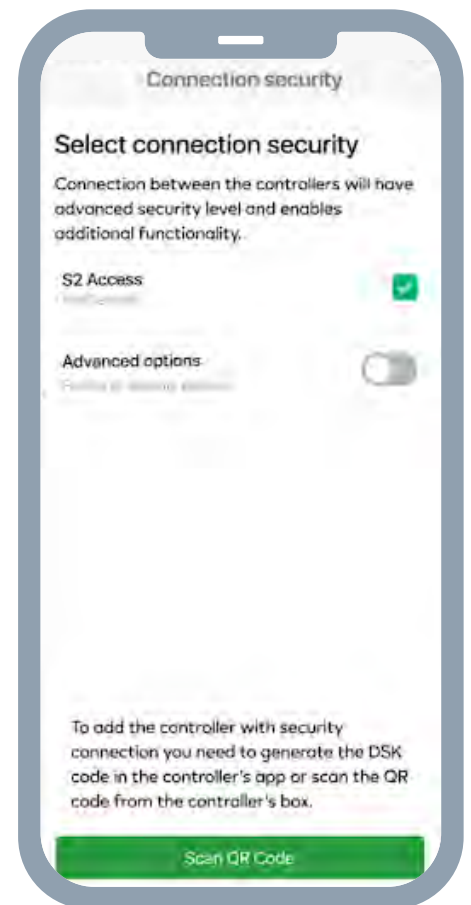 Connection security
Select connection security
Connection between the controllers will have
advanced security level and enables
additional functionality.
S2 Access
Advanced options
To add the controller with security
connection you need to generate the DSK
code in the controller's app or scan the QR
code from the controller's box.
Scan QR Code